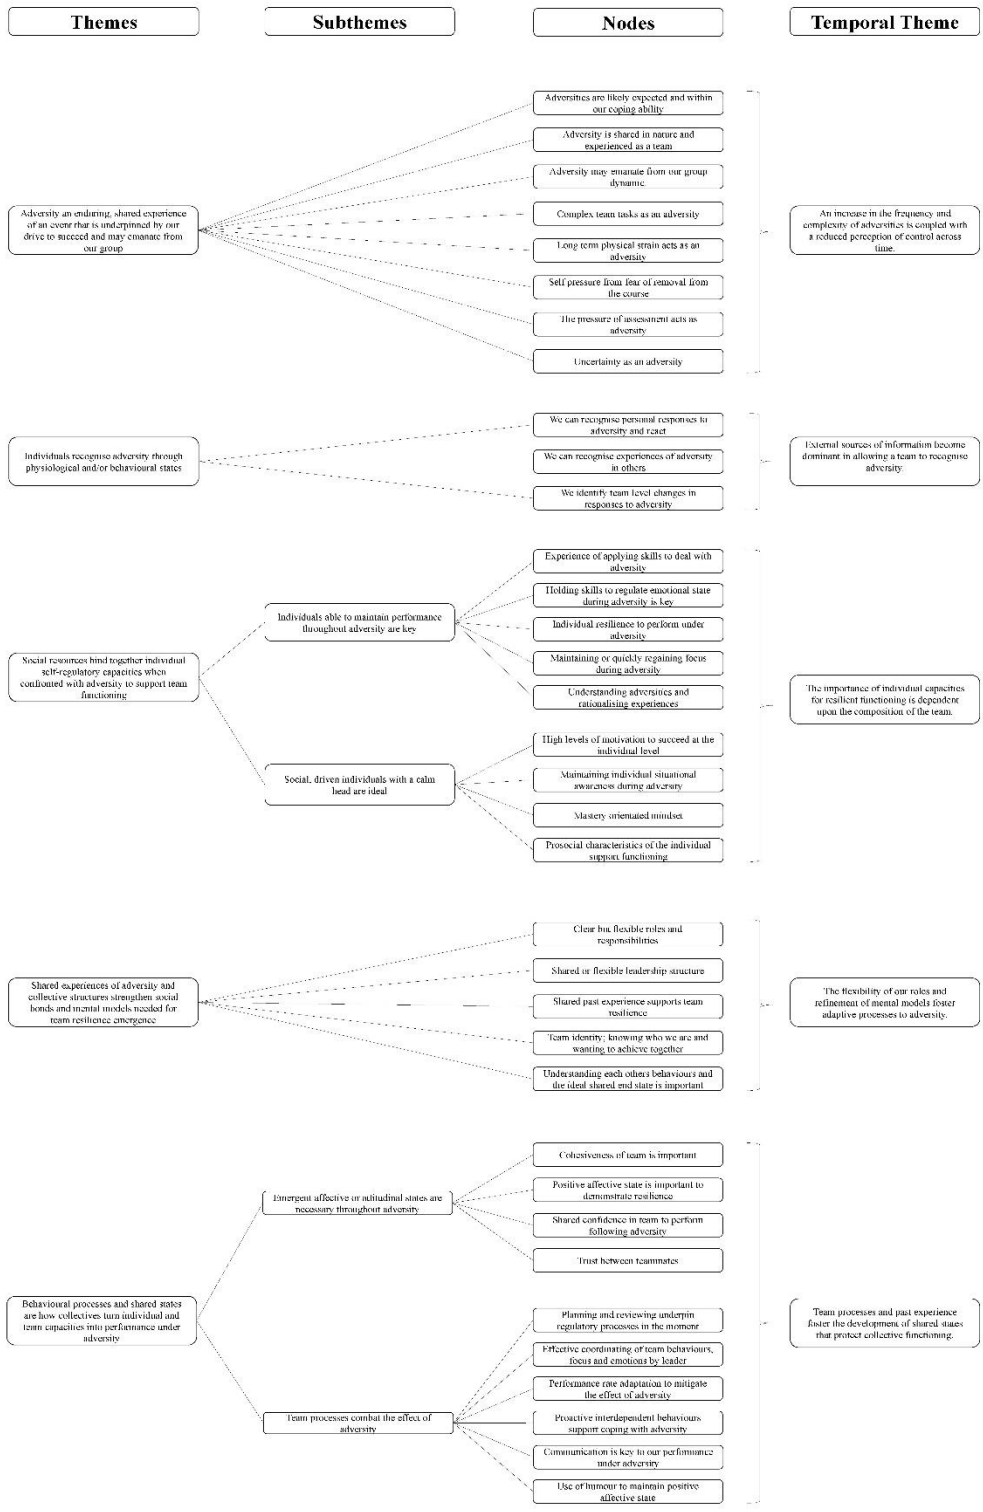 Themes
Subthemes
Nodes
Temporal Theme
Adversity an enduring, shared experience
of an event that is underpinned by our
drive to succeed and may emanate from
our group
Adversities are likely expected and within
our coping ability
Adversity is shared in nature and
experienced as a team
Adversity may emanate from our group
dynamic
Complex team tasks as an adversity
Long term physical strain acts as an
adversity
Self pressure from fear of removal from
the course
The pressure of assessment acts as
adversity
Uncertainty as an adversity
An increase in the frequency and
complexity of adversities is coupled with
a reduced perception of control across
time.
Individuals recognise adversity through
physiological and/or behavioural states
We can recognise personal responses to
adversity and react
We can recognise experiences of adversity
in others
We identify team level changes in
responses to adversity
External sources of information become
dominant in allowing a team to recognise
adversity.
Social resources bind together individual
self-regulatory capacities when
confronted with adversity to support team
functioning
Individuals able to maintain performance
throughout adversity are key
Experience of applying skills to deal with
adversity
Holding skills to regulate emotional state
during adversity is key
Individual resilience to perform under
adversity
Maintaining or quickly regaining focus
during adversity
Understanding adversities and
rationalising experiences
Social, driven individuals with a calm
head are ideal
High levels of motivation to succeed at the
individual level
Maintaining individual situational
awareness during adversity
Mastery orientated mindset
Prosocial characteristics of the individual
support functioning
The importance of individual capacities
for resilient functioning is dependent
upon the composition of the team.
Shared experiences of adversity and
collective structures strengthen social
bonds and mental models needed for
team resilience emergence
Clear but flexible roles and
responsibilities
Shared or flexible leadership structure
Shared past experience supports team
resilience
Team identity; knowing who we are and
wanting to achieve together
Understanding each others behaviours and
the ideal shared end state is important
The flexibility of our roles and
refinement of mental models foster
adaptive processes to adversity.
Behavioural processes and shared states
are how collectives turn individual and
team capacities into performance under
adversity
Emergent affective or attitudinal states are
necessary throughout adversity
Cohesiveness of team is important
Positive affective state is important to
demonstrate resilience
Shared confidence in team to perform
following adversity
Trust between teammates
Team processes combat the effect of
adversity
Planning and reviewing underpin
regulatory processes in the moment
Effective coordinating of team behaviours,
focus and emotions by leader
Performance rate adaptation to mitigate
the effect of adversity
Proactive interdependent behaviours
support coping with adversity
Communication is key to our performance
under adversity
Use of humour to maintain positive
affective state
Team processes and past experience
foster the development of shared states
that protect collective functioning.